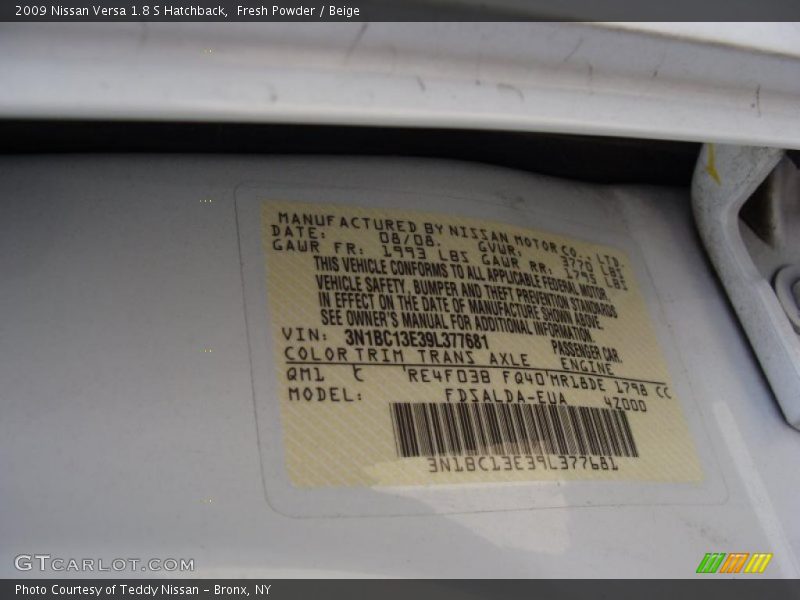 2009 Nissan Versa 1.8 S Hatchback,  Fresh Powder / Beige
MANUFACTURED BY NISSAN MOTOR CO., LTD.
DATE: 08/08. GVWR: 3726 LBS
GAWR FR: 1993 LBS GAWR RR: 1795 LBS
THIS VEHICLE CONFORMS TO ALL APPLICABLE FEDERAL MOTOR
VEHICLE SAFETY, BUMPER AND THEFT PREVENTION STANDARDS
IN EFFECT ON THE DATE OF MANUFACTURE SHOWN ABOVE.
SEE OWNER'S MANUAL FOR ADDITIONAL INFORMATION.
VIN: 3N1BC13E39L377681 PASSENGER CAR.
COLOR TRIM TRANS AXLE ENGINE
QM1 C 'RE4F03B FQ40'MR18DE 1798 CC
MODEL: FDSALDA-EUA 4Z000
3N1BC13E39L377681
GTCARLOT.COM
Photo Courtesy of Teddy Nissan - Bronx, NY